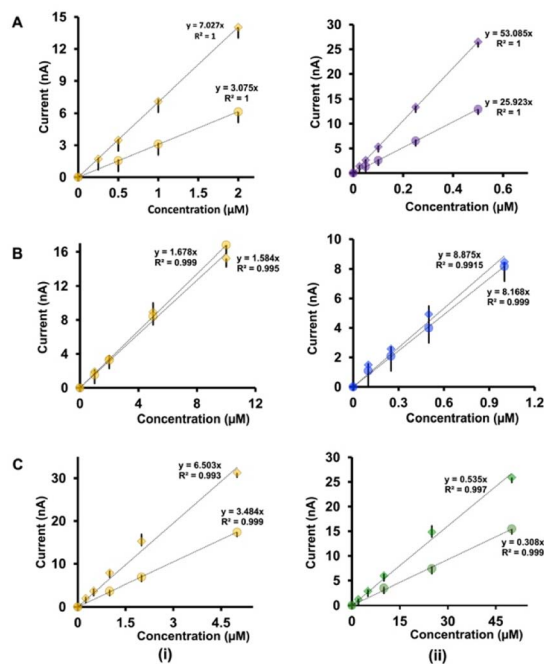 A
Current (nA)
15
12
9
6
3
0
y = 7.027x
R² = 1
y = 3.075x
R² = 1
0
0.5
1
1.5
2
Concentration (µM)
Current (nA)
30
25
20
15
10
5
0
y = 53.085x
R² = 1
y = 25.923x
R² = 1
0
0.2
0.4
0.6
Concentration (µM)
B
Current (nA)
16
12
8
4
0
y = 1.678x
R² = 0.999
y = 1.584x
R² = 0.995
0
4
8
12
Concentration (µM)
Current (nA)
10
8
6
4
2
0
y = 8.875x
R² = 0.9915
y = 8.168x
R² = 0.999
0
0.3
0.6
0.9
1.2
Concentration (µM)
C
Current (nA)
30
20
10
0
y = 6.503x
R² = 0.993
y = 3.484x
R² = 0.999
0
1.5
3
4.5
Concentration (µM)
(i)
Current (nA)
30
25
20
15
10
5
0
y = 0.535x
R² = 0.997
y = 0.308x
R² = 0.999
0
15
30
45
Concentration (µM)
(ii)